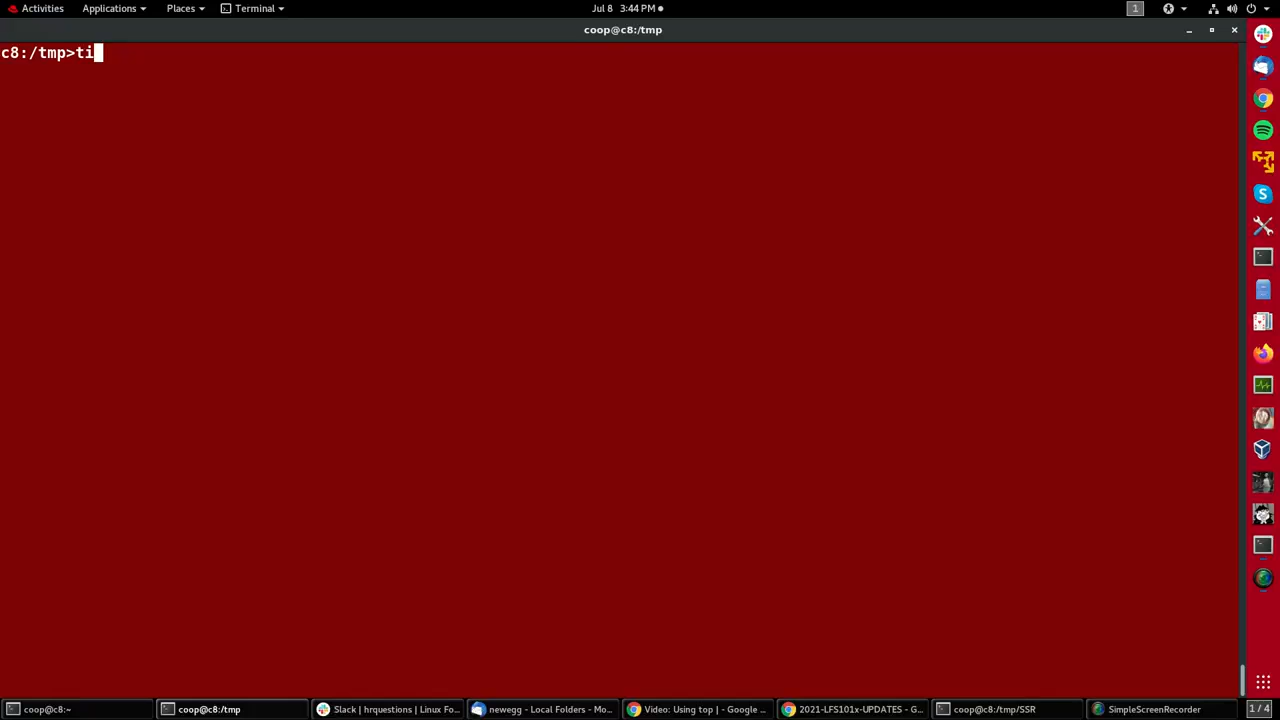 Activities Applications Places Terminal Jul 8 3:44 PM 1
coop@c8:/tmp
c8:/tmp>ti
coop@c8:~ coop@c8:/tmp Slack | hrquestions | Linux Fo... newegg - Local Folders - Mo... Video: Using top | - Google ... 2021-LFS101x-UPDATES - G... coop@c8:/tmp/SSR SimpleScreenRecorder 1 / 4